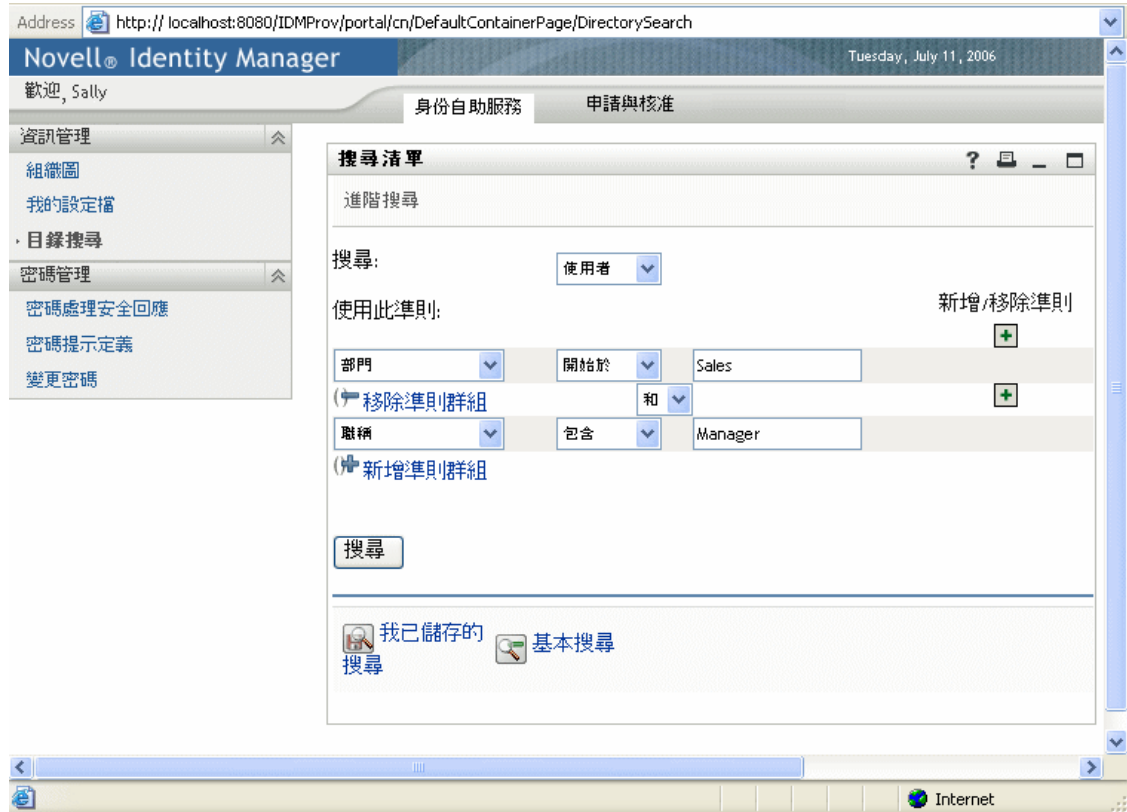 Address http:// localhost:8080/IDMProv/portal/cn/DefaultContainerPage/DirectorySearch
Novell® Identity Manager
Tuesday, July 11, 2006
歡迎, Sally
身份自助服務
申請與核准
資訊管理
組織圖
我的設定檔
目錄搜尋
密碼管理
密碼處理安全回應
密碼提示定義
變更密碼
搜尋清單
?
進階搜尋
搜尋:
使用者
使用此準則:
新增/移除準則
部門
開始於
Sales
移除準則群組
和
職稱
包含
Manager
新增準則群組
搜尋
我已儲存的
搜尋
基本搜尋
Internet